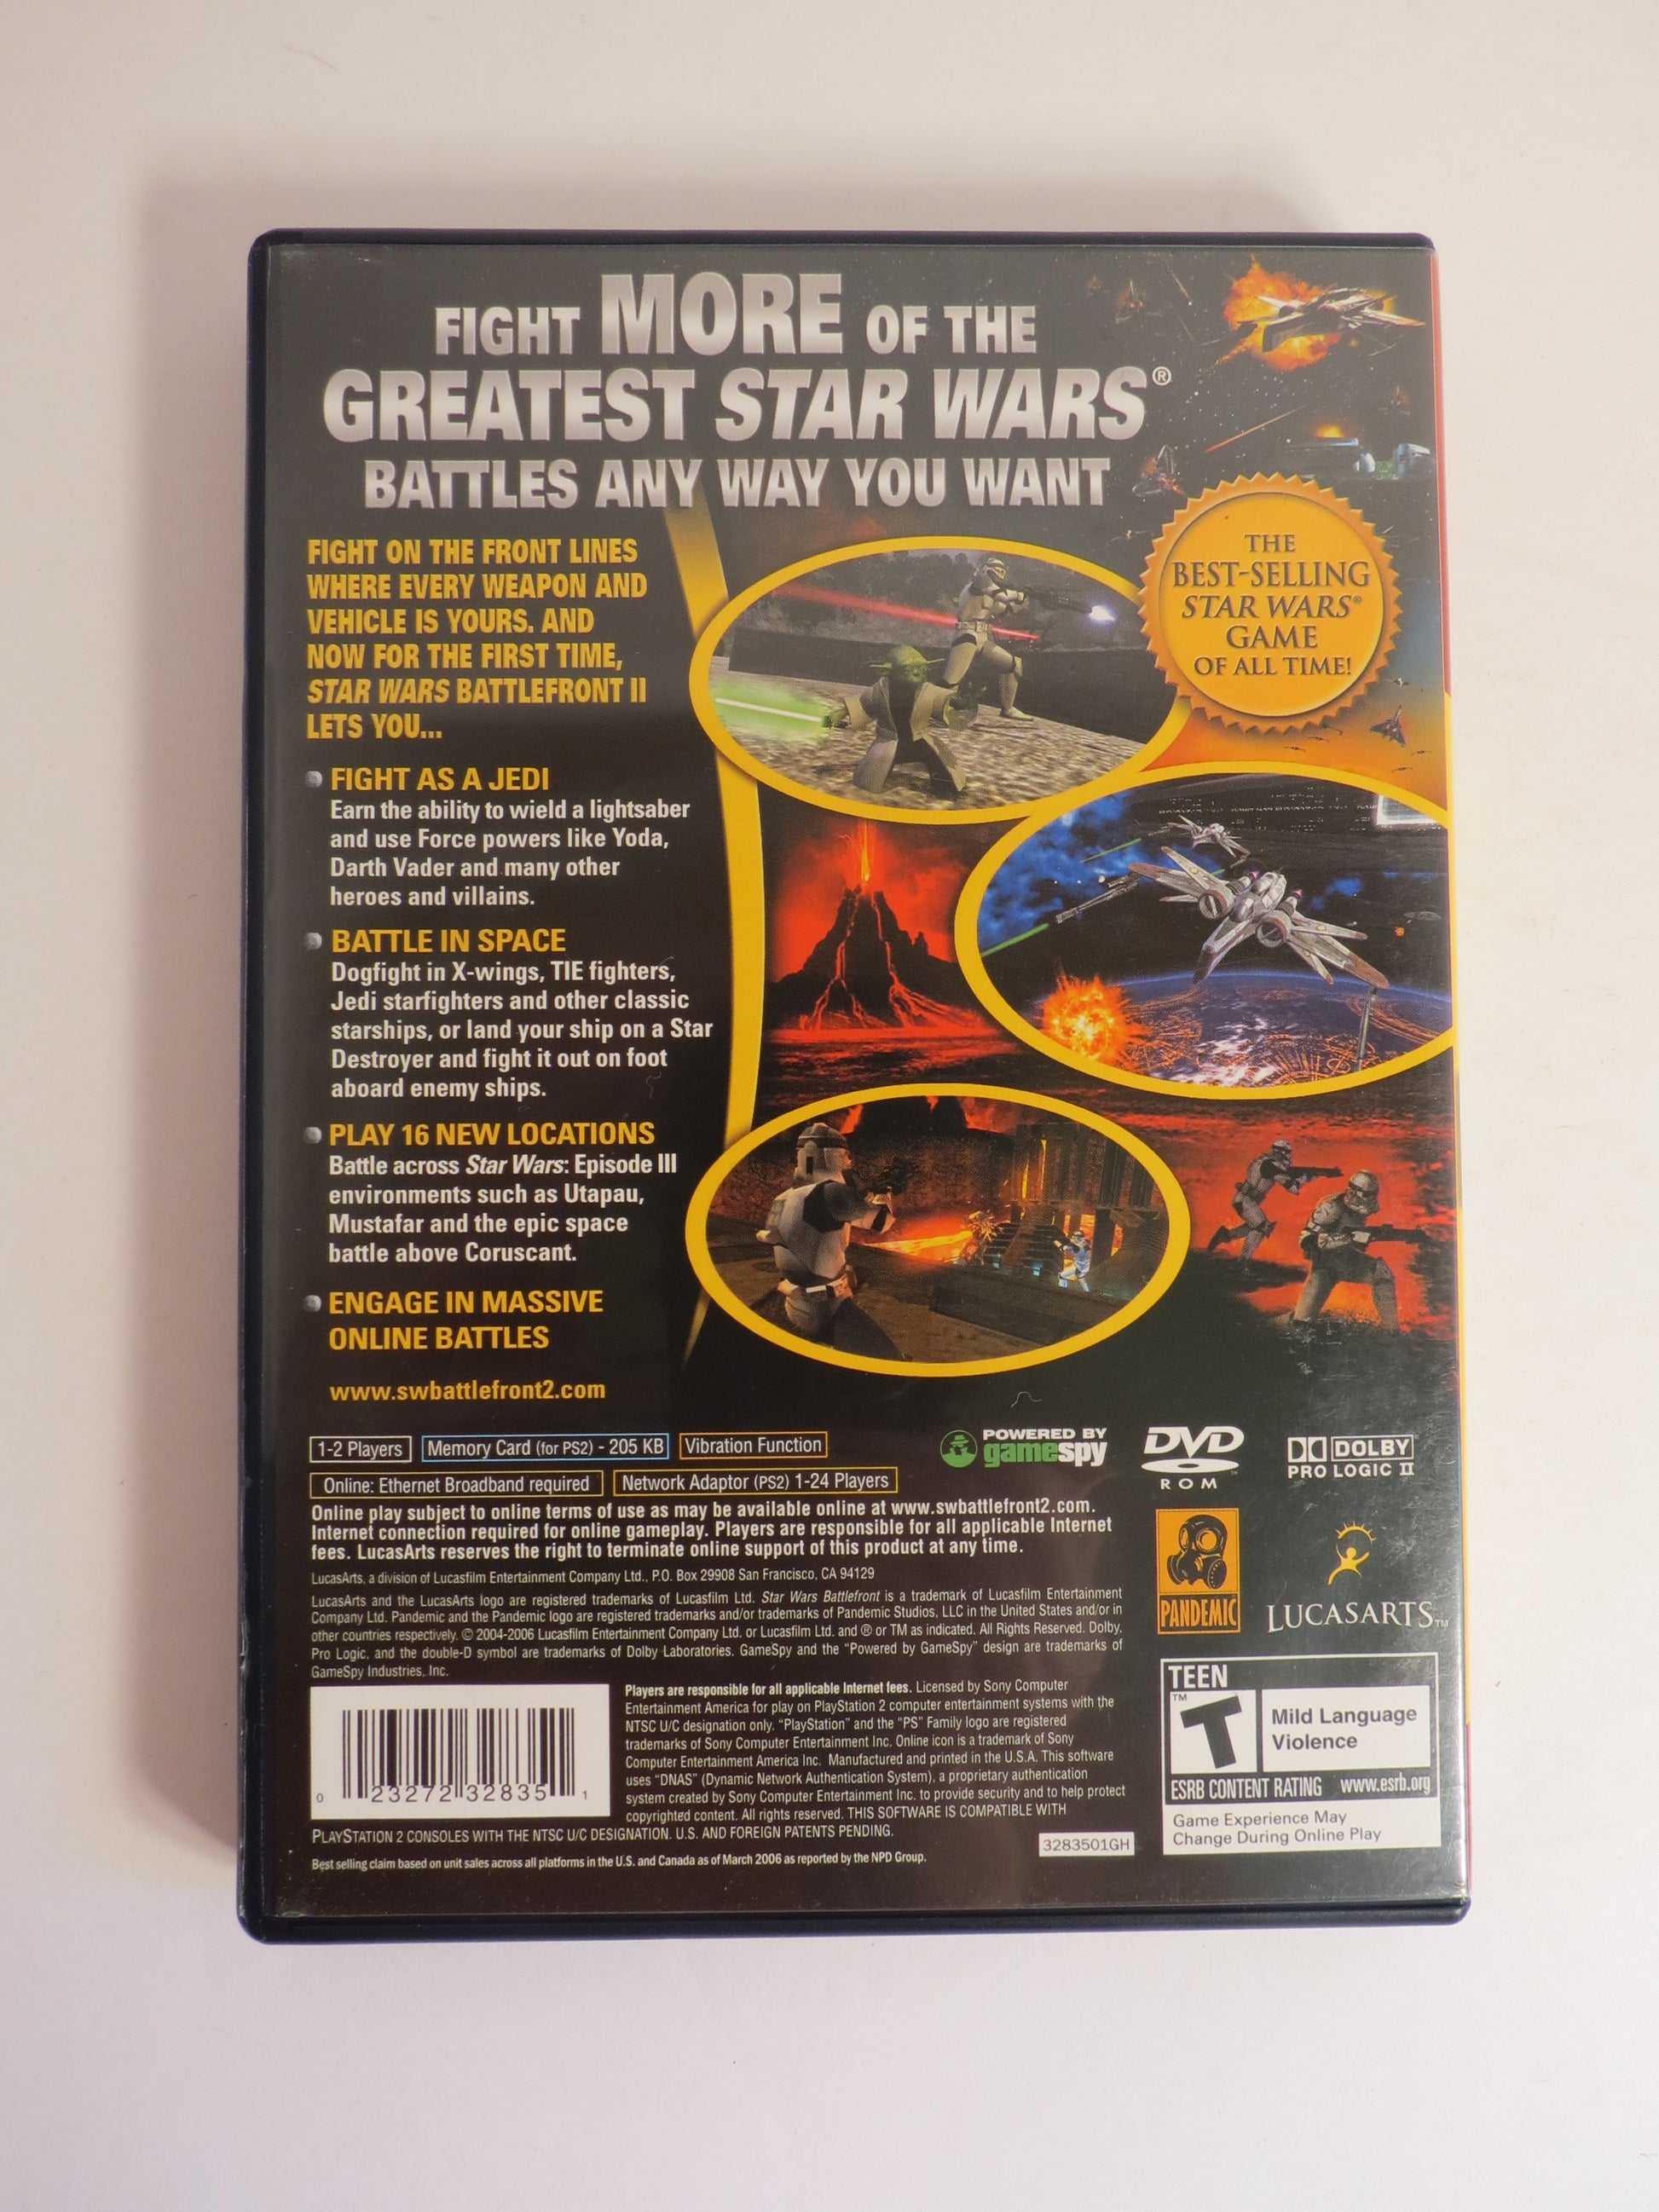 FIGHT MORE OF THE
GREATEST STAR WARS®
BATTLES ANY WAY YOU WANT
FIGHT ON THE FRONT LINES
WHERE EVERY WEAPON AND
VEHICLE IS YOURS. AND
NOW FOR THE FIRST TIME,
STAR WARS BATTLEFRONT II
LETS YOU...
THE
BEST-SELLING
STAR WARS®
GAME
OF ALL TIME!
FIGHT AS A JEDI
Earn the ability to wield a lightsaber
and use Force powers like Yoda,
Darth Vader and many other
heroes and villains.
BATTLE IN SPACE
Dogfight in X-wings, TIE fighters,
Jedi starfighters and other classic
starships, or land your ship on a Star
Destroyer and fight it out on foot
aboard enemy ships.
PLAY 16 NEW LOCATIONS
Battle across Star Wars: Episode III
environments such as Utapau,
Mustafar and the epic space
battle above Coruscant.
ENGAGE IN MASSIVE
ONLINE BATTLES
www.swbattlefront2.com
1-2 Players
Memory Card (for PS2) - 205 KB
Vibration Function
Online: Ethernet Broadband required
Network Adaptor (PS2) 1-24 Players
POWERED BY
gamespy
DVD
ROM
DOLBY
PRO LOGIC II
Online play subject to online terms of use as may be available online at www.swbattlefront2.com.
Internet connection required for online gameplay. Players are responsible for all applicable Internet
fees. LucasArts reserves the right to terminate online support of this product at any time.
LucasArts, a division of Lucasfilm Entertainment Company Ltd., P.O. Box 29908 San Francisco, CA 94129
LucasArts and the LucasArts logo are registered trademarks of Lucasfilm Ltd. Star Wars Battlefront is a trademark of Lucasfilm Entertainment
Company Ltd. Pandemic and the Pandemic logo are registered trademarks and/or trademarks of Pandemic Studios, LLC in the United States and/or in
other countries respectively. © 2004-2006 Lucasfilm Entertainment Company Ltd. or Lucasfilm Ltd. and ® or TM as indicated. All Rights Reserved. Dolby,
Pro Logic, and the double-D symbol are trademarks of Dolby Laboratories. GameSpy and the "Powered by GameSpy" design are trademarks of
GameSpy Industries, Inc.
PANDEMIC
LUCASARTS™
Players are responsible for all applicable Internet fees. Licensed by Sony Computer
Entertainment America for play on PlayStation 2 computer entertainment systems with the
NTSC U/C designation only. "PlayStation" and the "PS" Family logo are registered
trademarks of Sony Computer Entertainment Inc. Online icon is a trademark of Sony
Computer Entertainment America Inc. Manufactured and printed in the U.S.A. This software
uses "DNAS" (Dynamic Network Authentication System), a proprietary authentication
system created by Sony Computer Entertainment Inc. to provide security and to help protect
copyrighted content. All rights reserved. THIS SOFTWARE IS COMPATIBLE WITH
PLAYSTATION 2 CONSOLES WITH THE NTSC U/C DESIGNATION. U.S. AND FOREIGN PATENTS PENDING.
0 23272 32835 1
Best selling claim based on unit sales across all platforms in the U.S. and Canada as of March 2006 as reported by the NPD Group.
3283501GH
TEEN
™
T
Mild Language
Violence
ESRB CONTENT RATING www.esrb.org
Game Experience May
Change During Online Play